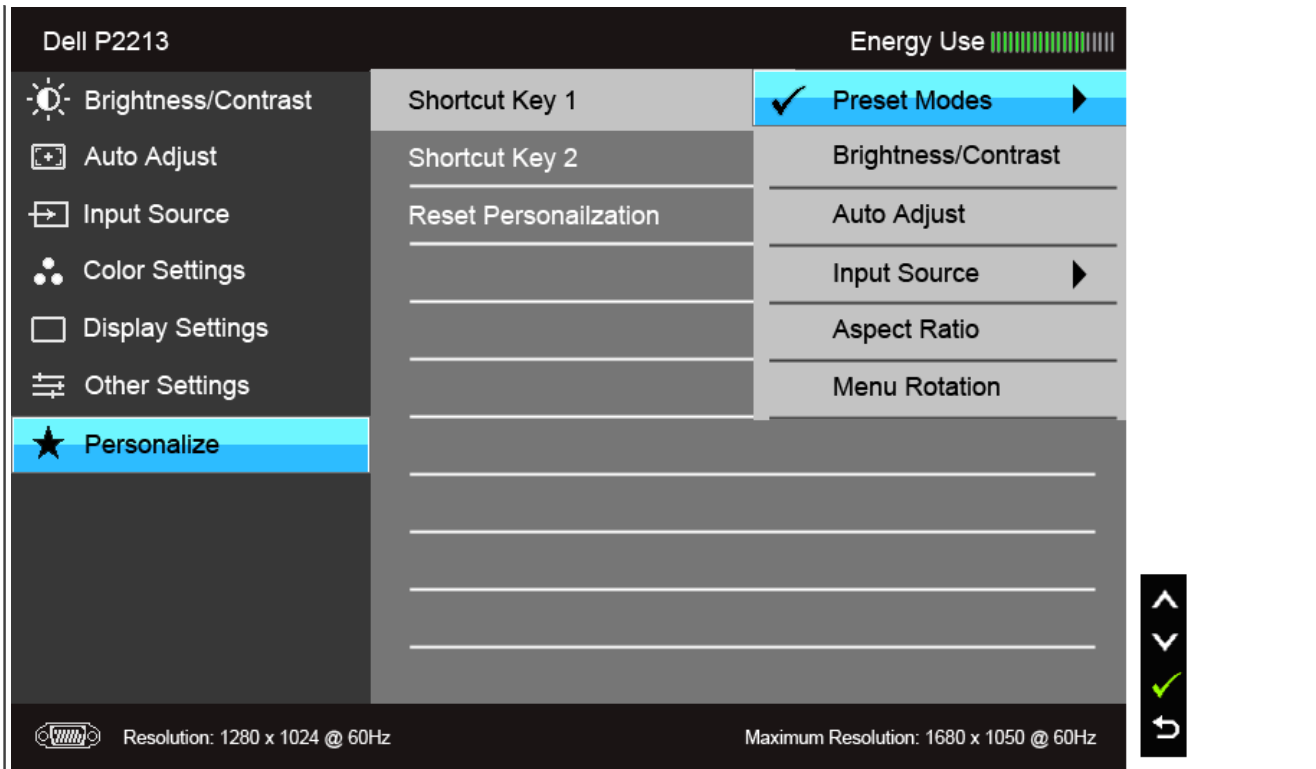 Dell P2213 Energy Use
Brightness/Contrast Shortcut Key 1 Preset Modes
Auto Adjust Shortcut Key 2 Brightness/Contrast
Input Source Reset Personailzation Auto Adjust
Color Settings Input Source
Display Settings Aspect Ratio
Other Settings Menu Rotation
Personalize
Resolution: 1280 x 1024 @ 60Hz Maximum Resolution: 1680 x 1050 @ 60Hz